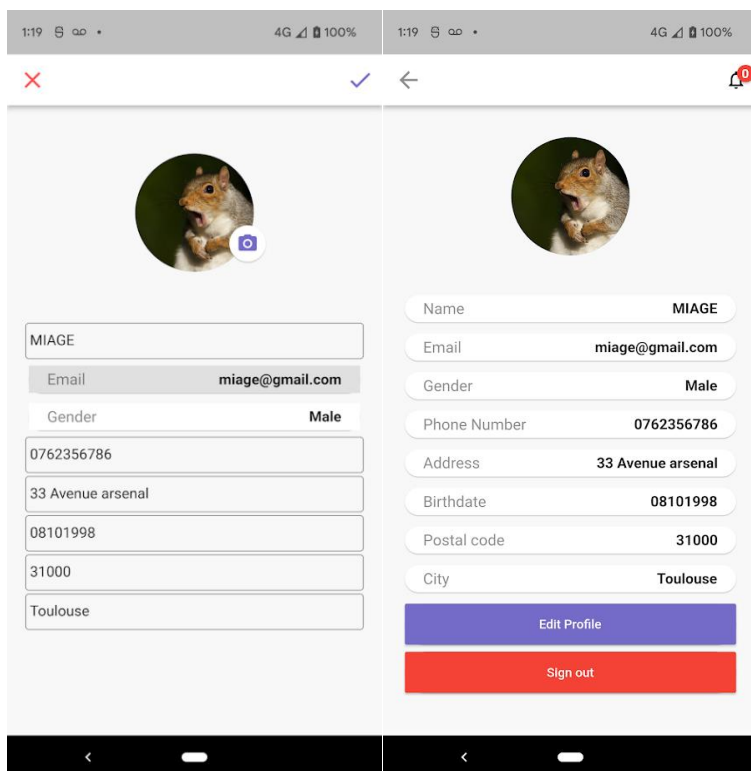 1:19 4G 100%
MIAGE
Email miage@gmail.com
Gender Male
0762356786
33 Avenue arsenal
08101998
31000
Toulouse
1:19 4G 100%
0
Name MIAGE
Email miage@gmail.com
Gender Male
Phone Number 0762356786
Address 33 Avenue arsenal
Birthdate 08101998
Postal code 31000
City Toulouse
Edit Profile
Sign out